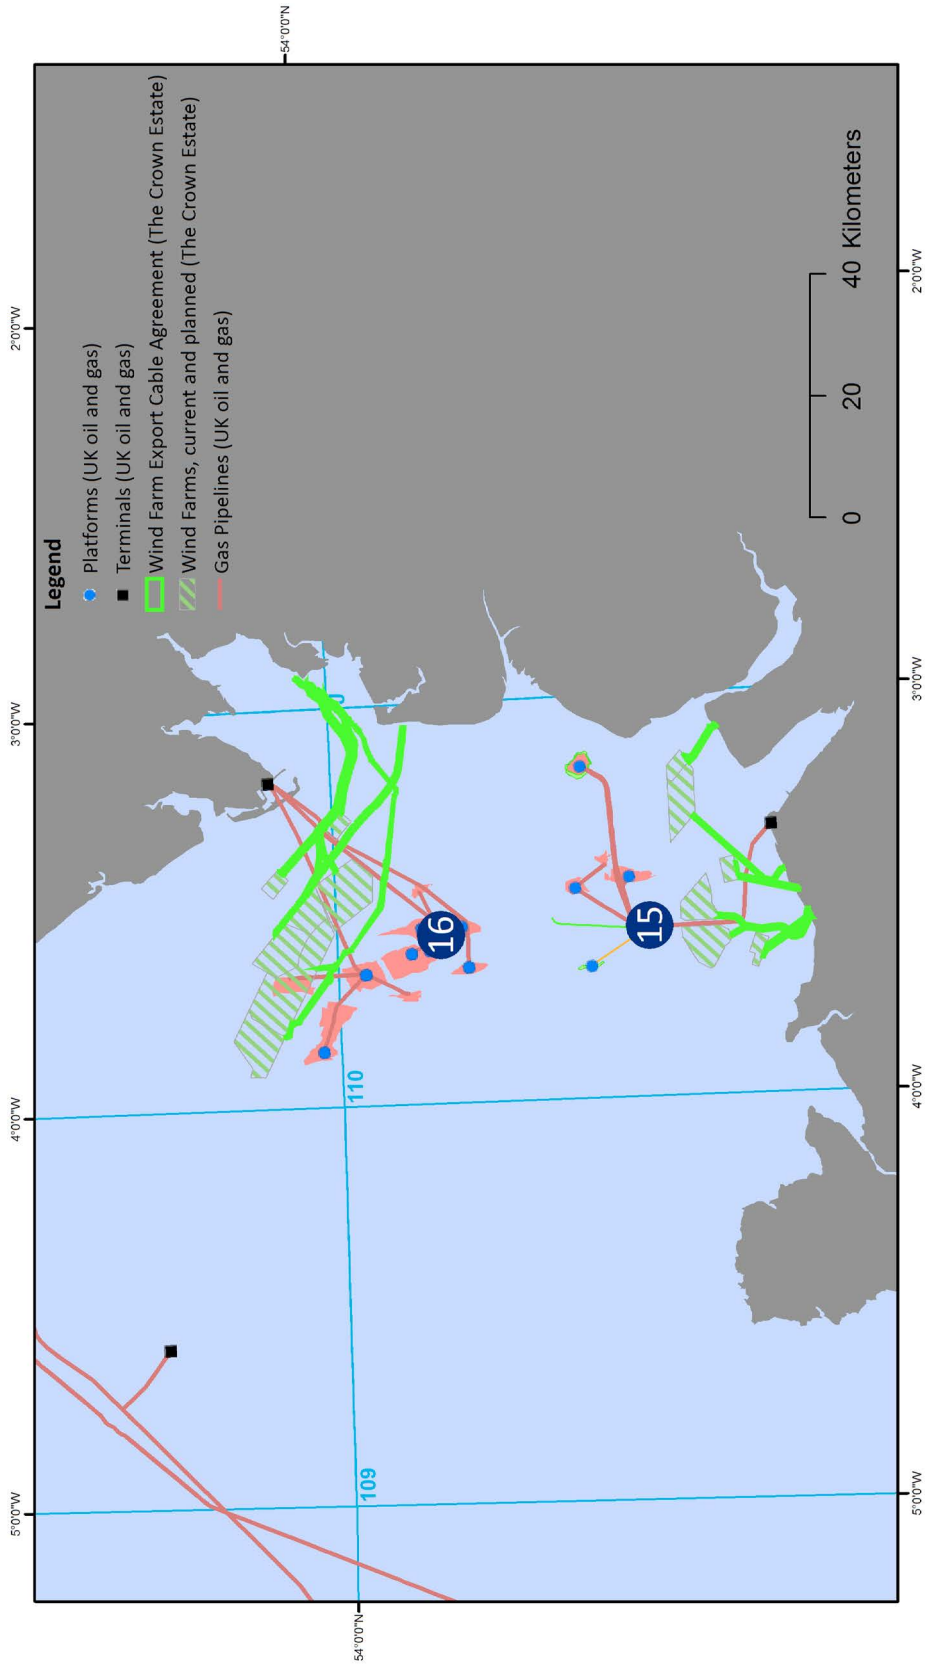 5°0'0"W
4°0'0"W
3°0'0"W
2°0'0"W
Legend
Platforms (UK oil and gas)
Terminals (UK oil and gas)
Wind Farm Export Cable Agreement (The Crown Estate)
Wind Farms, current and planned (The Crown Estate)
Gas Pipelines (UK oil and gas)
54°0'0"N
54°0'0"N
109
110
16
15
0 20 40 Kilometers
5°0'0"W
4°0'0"W
3°0'0"W
2°0'0"W